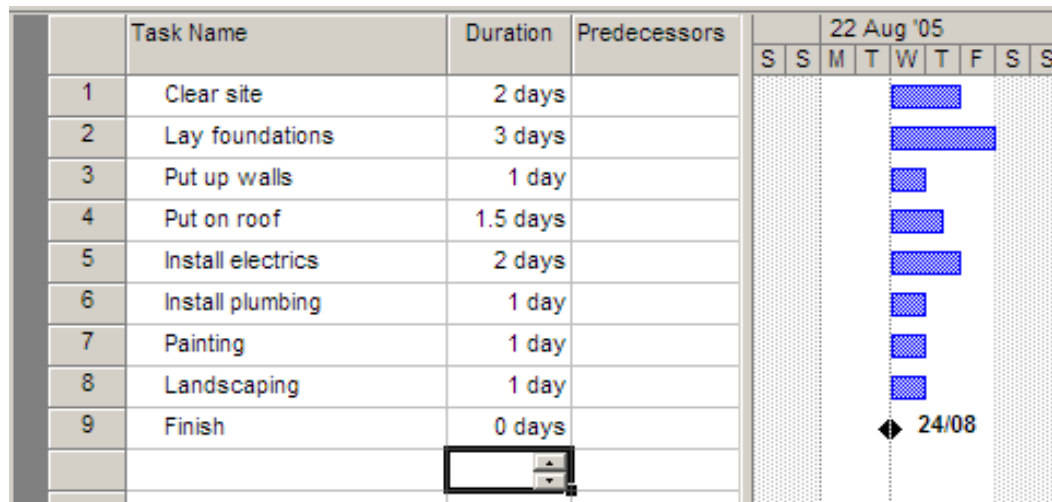 Task Name Duration Predecessors 22 Aug '05
S S M T W T F S S
1 Clear site 2 days
2 Lay foundations 3 days
3 Put up walls 1 day
4 Put on roof 1.5 days
5 Install electrics 2 days
6 Install plumbing 1 day
7 Painting 1 day
8 Landscaping 1 day
9 Finish 0 days 24/08